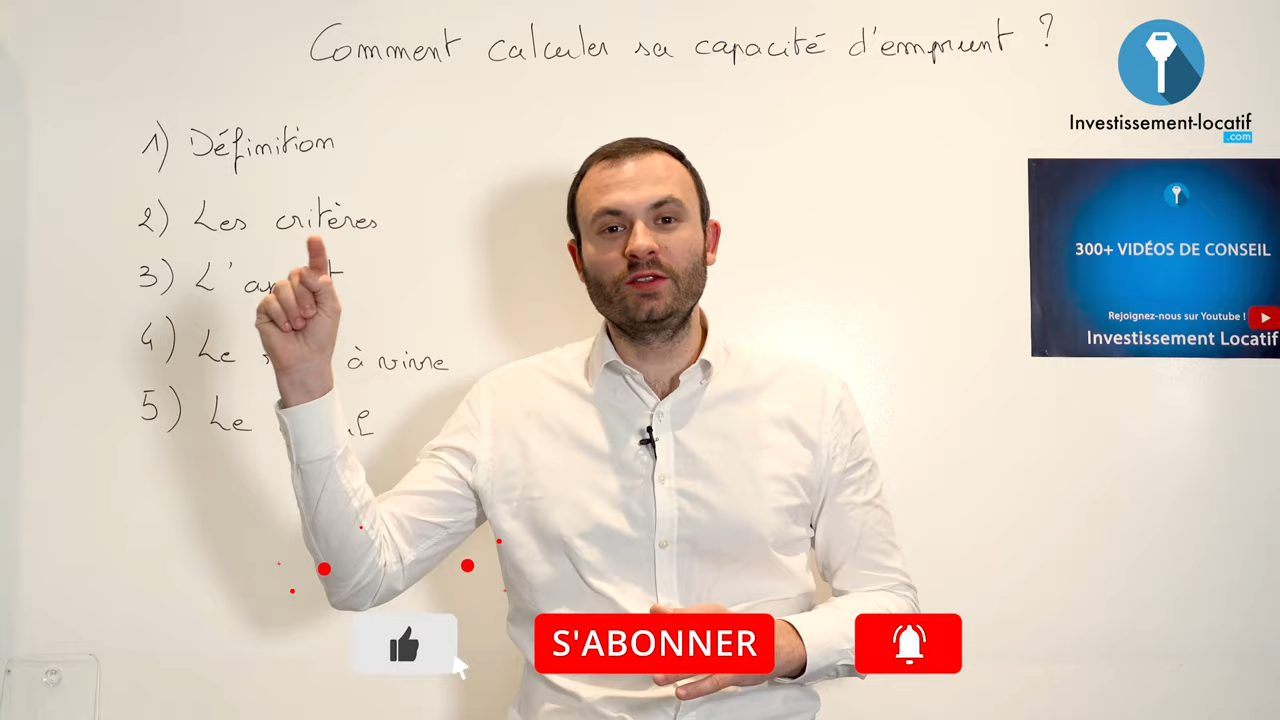 Comment calculer sa capacité d'emprunt ?
1) Définition
2) Les critères
3) L'
4) Le à vivre
5) Le
Investissement-locatif
.com
300+ VIDÉOS DE CONSEIL
Rejoignez-nous sur Youtube !
Investissement Locatif
S'ABONNER